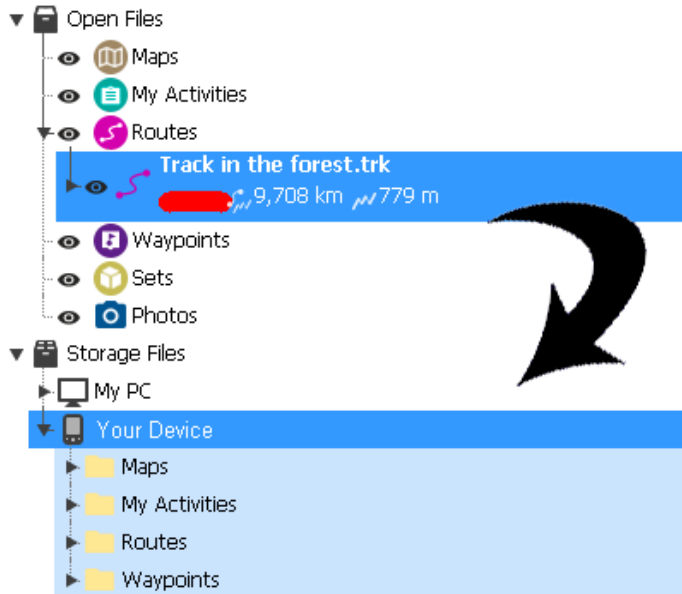 Open Files
Maps
My Activities
Routes
Track in the forest.trk
9,708 km 779 m
Waypoints
Sets
Photos
Storage Files
My PC
Your Device
Maps
My Activities
Routes
Waypoints